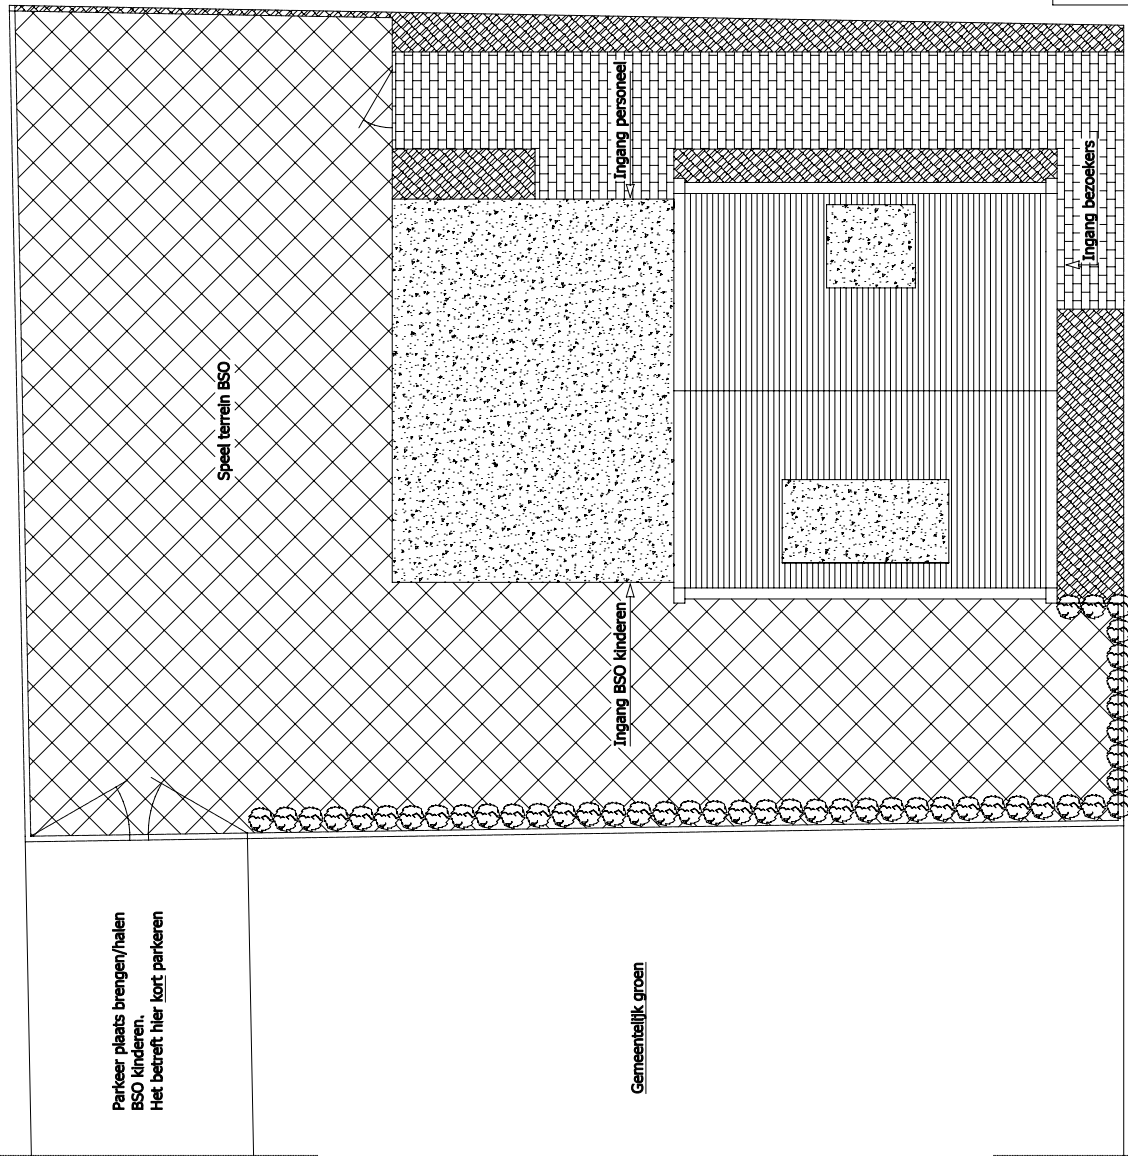 Speel terrein BSO
Ingang personeel
Ingang bezoekers
Ingang BSO kinderen
Parkeer plaats brengen/halen
BSO kinderen.
Het betreft hier kort parkeren
Gemeentelijk groen